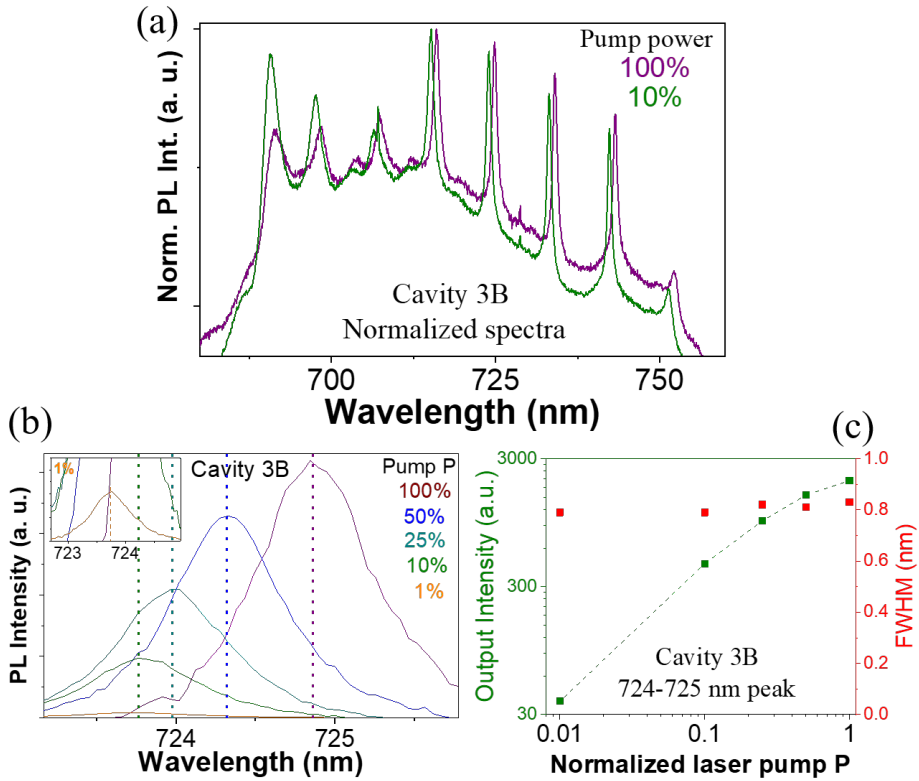 (a)
Norm. PL Int. (a. u.)
Pump power
100%
10%
Cavity 3B
Normalized spectra
700
725
750
Wavelength (nm)
(b)
PL Intensity (a. u.)
1%
723
724
Cavity 3B
Pump P
100%
50%
25%
10%
1%
724
725
Wavelength (nm)
(c)
Output Intensity (a.u.)
3000
300
30
Cavity 3B
724-725 nm peak
0.01
0.1
1
Normalized laser pump P
1.0
0.8
0.6
0.4
0.2
0.0
FWHM (nm)